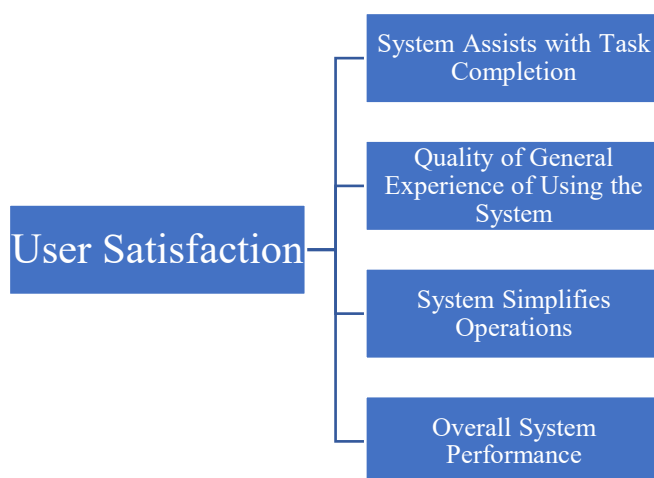 System Assists with Task
Completion
Quality of General
Experience of Using the
System
User Satisfaction
System Simplifies
Operations
Overall System
Performance